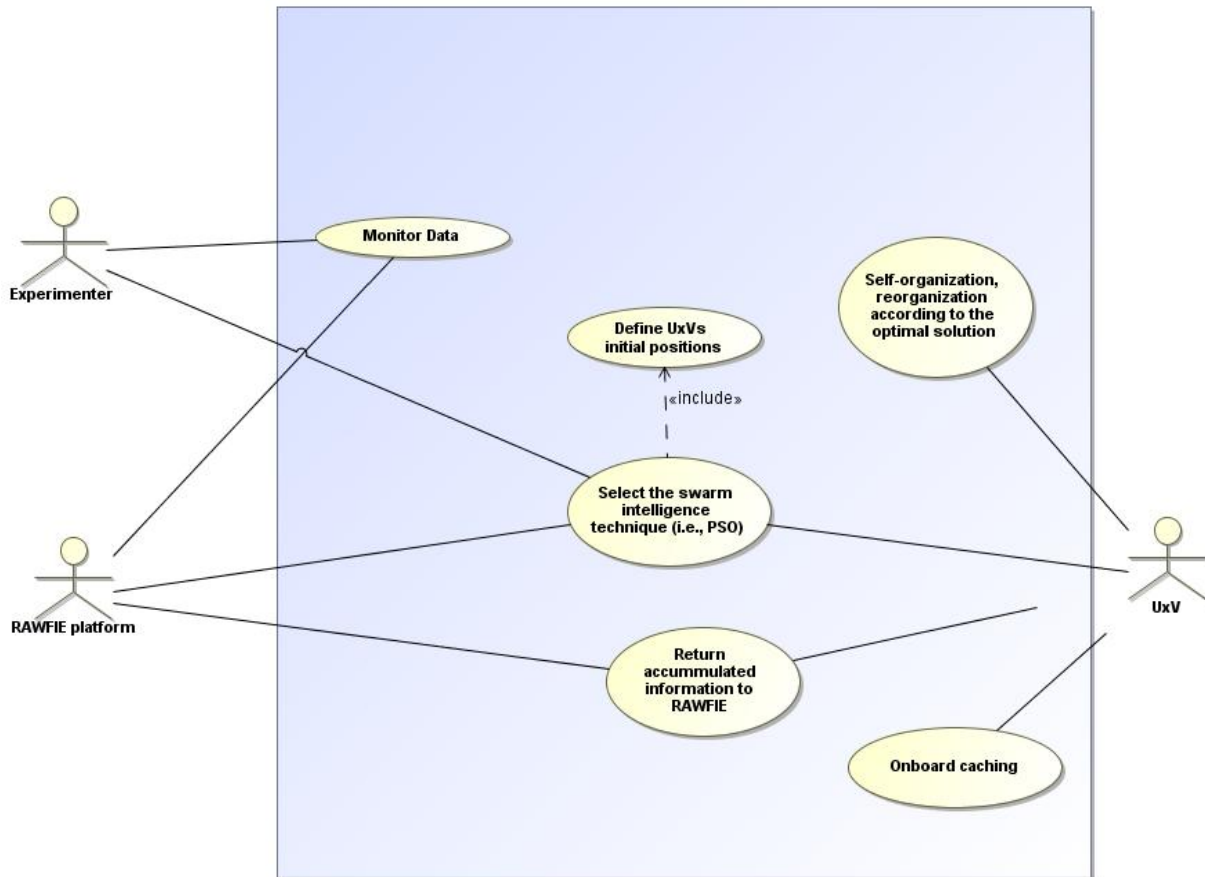 Monitor Data
Experimenter
Self-organization,
reorganization
according to the
optimal solution
Define UxVs
initial positions
«include»
Select the swarm
intelligence
technique (i.e., PSO)
RAWFIE platform
UxV
Return
accummulated
information to
RAWFIE
Onboard caching